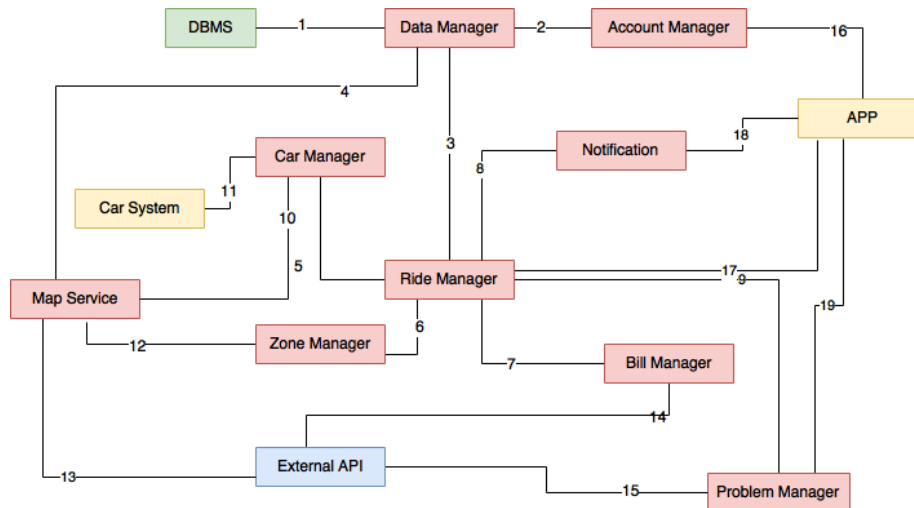 DBMS
1
Data Manager
2
Account Manager
16
4
APP
3
18
Notification
Car Manager
8
11
Car System
10
5
17
Ride Manager
9
Map Service
19
6
12
Zone Manager
7
Bill Manager
14
External API
13
15
Problem Manager